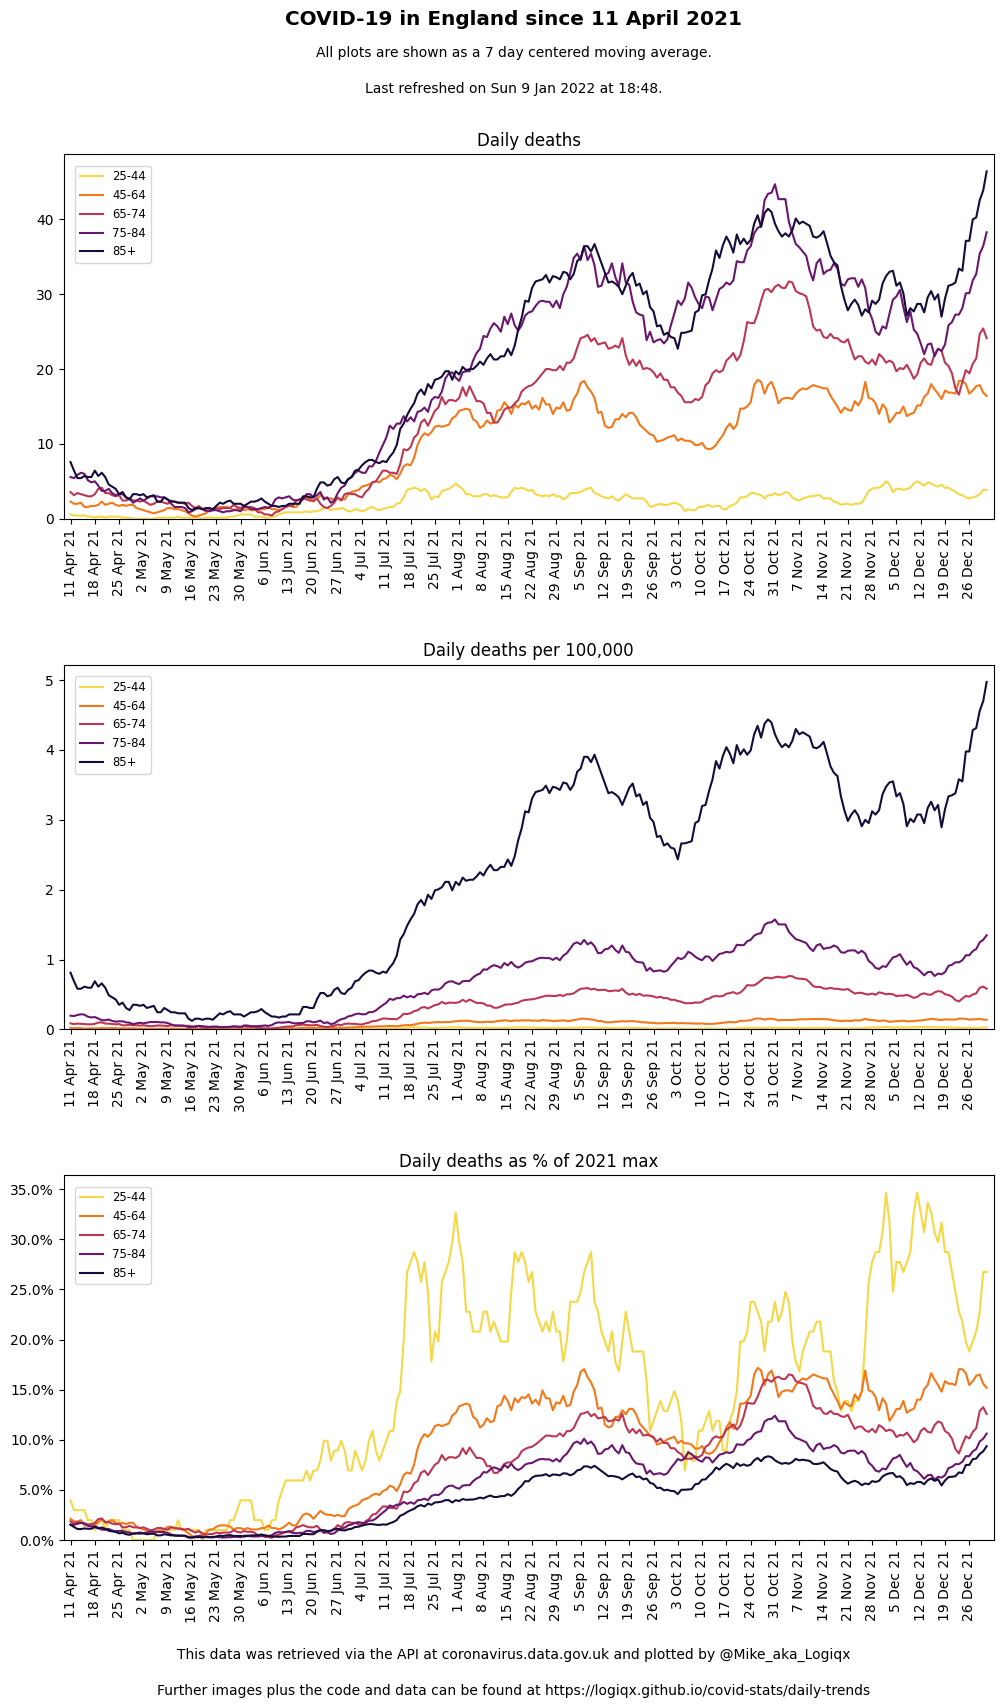 COVID-19 in England since 11 April 2021
All plots are shown as a 7 day centered moving average.
Last refreshed on Sun 9 Jan 2022 at 18:48.
Daily deaths
25-44
45-64
65-74
75-84
85+
40
30
20
10
0
11 Apr 21
18 Apr 21
25 Apr 21
2 May 21
9 May 21
16 May 21
23 May 21
30 May 21
6 Jun 21
13 Jun 21
20 Jun 21
27 Jun 21
4 Jul 21
11 Jul 21
18 Jul 21
25 Jul 21
1 Aug 21
8 Aug 21
15 Aug 21
22 Aug 21
29 Aug 21
5 Sep 21
12 Sep 21
19 Sep 21
26 Sep 21
3 Oct 21
10 Oct 21
17 Oct 21
24 Oct 21
31 Oct 21
7 Nov 21
14 Nov 21
21 Nov 21
28 Nov 21
5 Dec 21
12 Dec 21
19 Dec 21
26 Dec 21
Daily deaths per 100,000
25-44
45-64
65-74
75-84
85+
5
4
3
2
1
0
11 Apr 21
18 Apr 21
25 Apr 21
2 May 21
9 May 21
16 May 21
23 May 21
30 May 21
6 Jun 21
13 Jun 21
20 Jun 21
27 Jun 21
4 Jul 21
11 Jul 21
18 Jul 21
25 Jul 21
1 Aug 21
8 Aug 21
15 Aug 21
22 Aug 21
29 Aug 21
5 Sep 21
12 Sep 21
19 Sep 21
26 Sep 21
3 Oct 21
10 Oct 21
17 Oct 21
24 Oct 21
31 Oct 21
7 Nov 21
14 Nov 21
21 Nov 21
28 Nov 21
5 Dec 21
12 Dec 21
19 Dec 21
26 Dec 21
Daily deaths as % of 2021 max
25-44
45-64
65-74
75-84
85+
35.0%
30.0%
25.0%
20.0%
15.0%
10.0%
5.0%
0.0%
11 Apr 21
18 Apr 21
25 Apr 21
2 May 21
9 May 21
16 May 21
23 May 21
30 May 21
6 Jun 21
13 Jun 21
20 Jun 21
27 Jun 21
4 Jul 21
11 Jul 21
18 Jul 21
25 Jul 21
1 Aug 21
8 Aug 21
15 Aug 21
22 Aug 21
29 Aug 21
5 Sep 21
12 Sep 21
19 Sep 21
26 Sep 21
3 Oct 21
10 Oct 21
17 Oct 21
24 Oct 21
31 Oct 21
7 Nov 21
14 Nov 21
21 Nov 21
28 Nov 21
5 Dec 21
12 Dec 21
19 Dec 21
26 Dec 21
This data was retrieved via the API at coronavirus.data.gov.uk and plotted by @Mike_aka_Logiqx
Further images plus the code and data can be found at https://logiqx.github.io/covid-stats/daily-trends